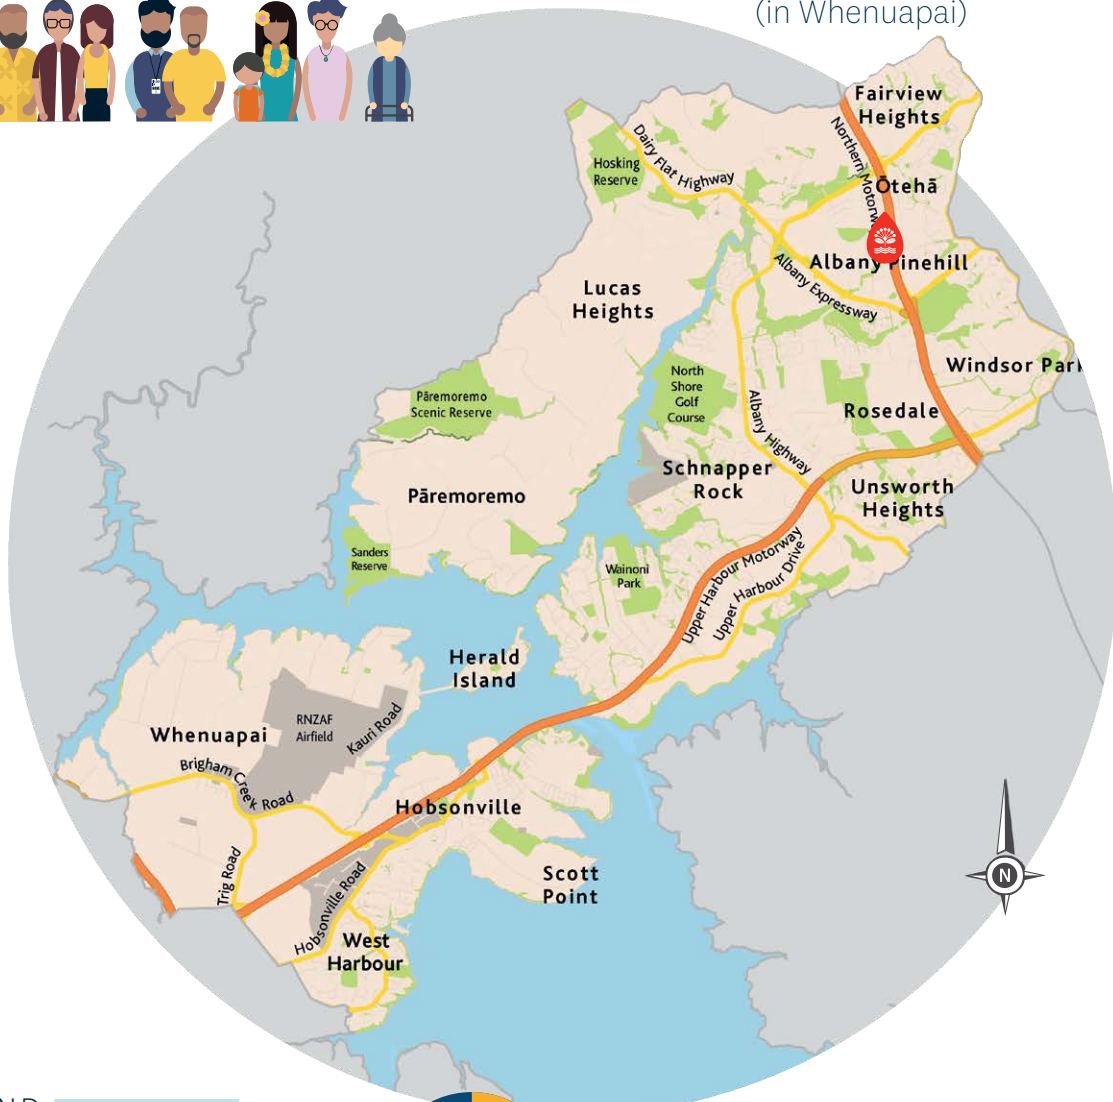 (in Whenuapai)
Fairview
Heights
Northern Motorway
Dairy Flat Highway
Hosking
Reserve
Ōtehā
Albany
Pinehill
Albany Expressway
Lucas
Heights
Windsor Park
North
Shore
Golf
Course
Pāremoremo
Scenic Reserve
Rosedale
Albany Highway
Schnapper
Rock
Pāremoremo
Unsworth
Heights
Sanders
Reserve
Wainoni
Park
Upper Harbour Motorway
Upper Harbour Drive
Herald
Island
RNZAF
Airfield
Kauri Road
Whenuapai
Brigham Creek Road
Hobsonville
Trig Road
Hobsonville Road
Scott
Point
N
West
Harbour